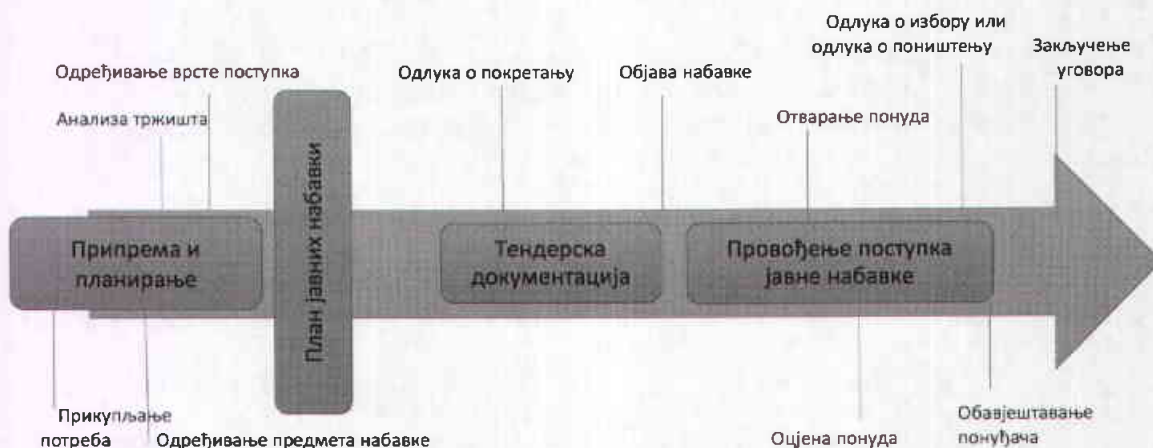 Одлука о избору или
одлука о поништењу
Закључење
уговора
Одређивање врсте поступка
Одлука о покретању
Објава набавке
Анализа тржишта
Отварање понуда
План јавних набавки
Припрема и
планирање
Тендерска
документација
Провођење поступка
јавне набавке
Прикупљање
потреба
Одређивање предмета набавке
Оцјена понуда
Обавјештавање
понуђача